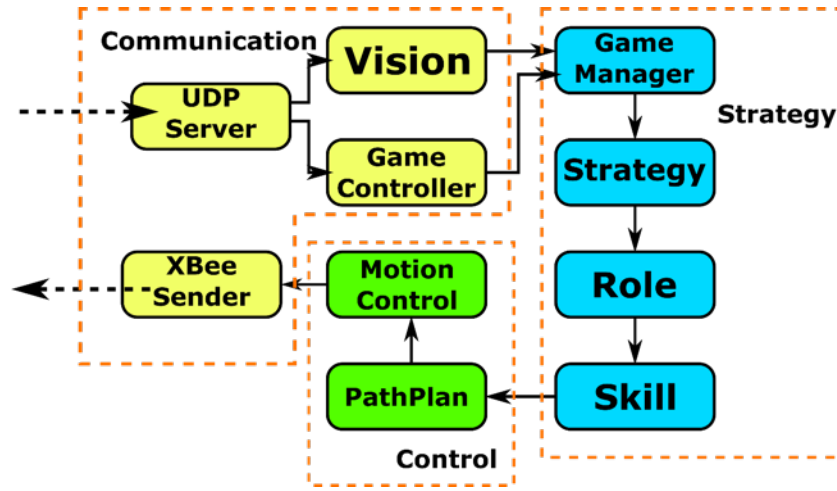 Communication
Vision
UDP
Server
Game
Controller
Game
Manager
Strategy
Strategy
Role
Skill
XBee
Sender
Motion
Control
PathPlan
Control